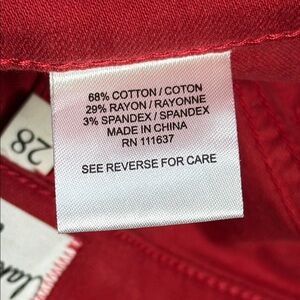 68% COTTON / COTON
29% RAYON / RAYONNE
3% SPANDEX / SPANDEX
MADE IN CHINA
RN 111637
SEE REVERSE FOR CARE
28